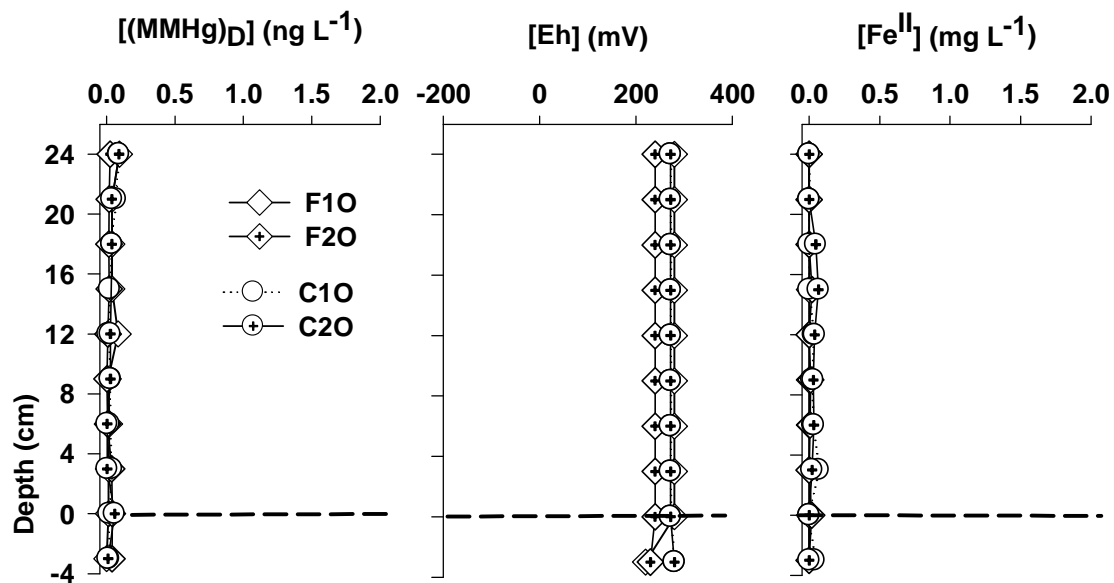 [(MMHg)D] (ng L-1) [Eh] (mV) [FeII] (mg L-1)
0.0 0.5 1.0 1.5 2.0 -200 0 200 400 0.0 0.5 1.0 1.5 2.0
24
20
16
12
8
4
0
-4
Depth (cm)
F1O
F2O
C1O
C2O